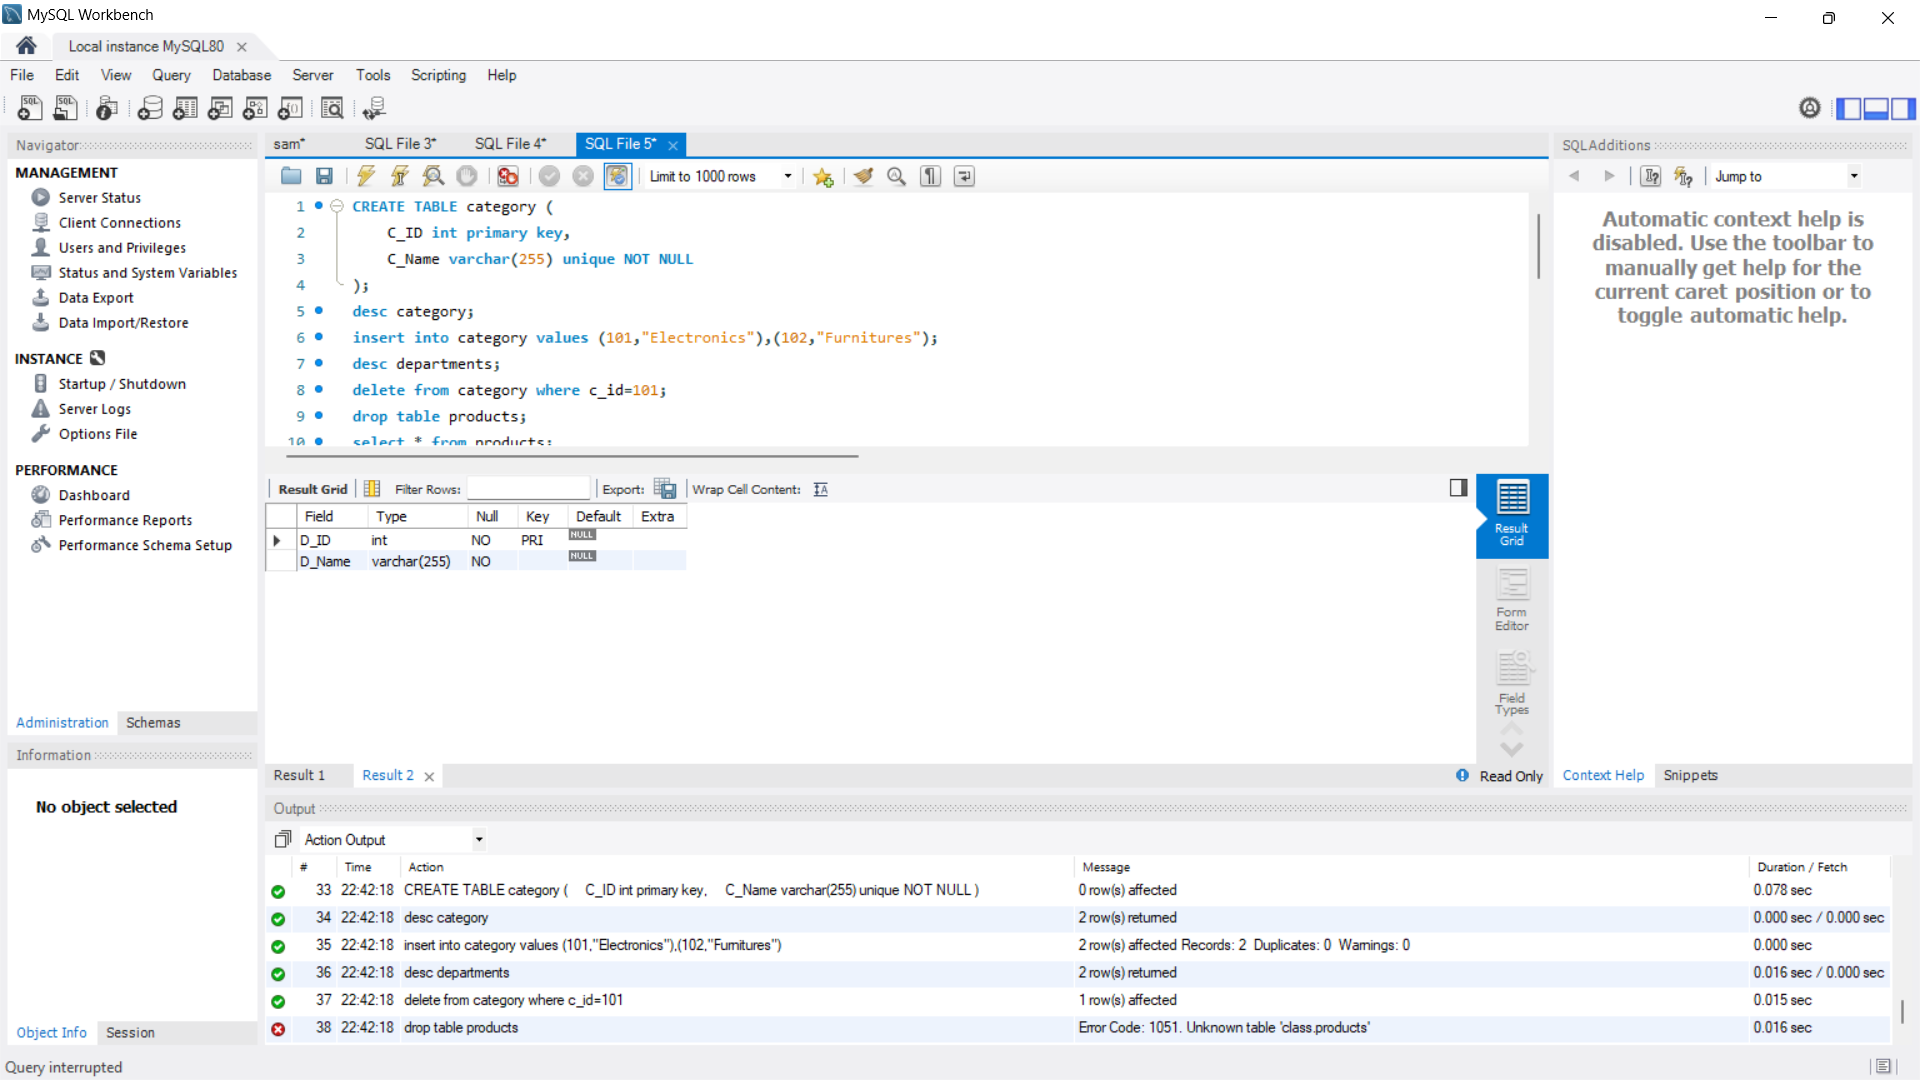 MySQL Workbench
Local instance MySQL80
File Edit View Query Database Server Tools Scripting Help
Navigator
MANAGEMENT
Server Status
Client Connections
Users and Privileges
Status and System Variables
Data Export
Data Import/Restore
INSTANCE
Startup / Shutdown
Server Logs
Options File
PERFORMANCE
Dashboard
Performance Reports
Performance Schema Setup
Administration Schemas
Information
No object selected
Object Info Session
sam* SQL File 3* SQL File 4* SQL File 5*
Limit to 1000 rows
1 CREATE TABLE category (
2 C_ID int primary key,
3 C_Name varchar(255) unique NOT NULL
4 );
5 desc category;
6 insert into category values (101,"Electronics"),(102,"Furnitures");
7 desc departments;
8 delete from category where c_id=101;
9 drop table products;
10 select * from products;
Result Grid Filter Rows: Export: Wrap Cell Content:
Field Type Null Key Default Extra
D_ID int NO PRI NULL
D_Name varchar(255) NO NULL
Result
Grid
Form
Editor
Field
Types
Result 1 Result 2 Read Only
SQLAdditions
Jump to
Automatic context help is
disabled. Use the toolbar to
manually get help for the
current caret position or to
toggle automatic help.
Context Help Snippets
Output
Action Output
# Time Action Message Duration / Fetch
33 22:42:18 CREATE TABLE category ( C_ID int primary key, C_Name varchar(255) unique NOT NULL ) 0 row(s) affected 0.078 sec
34 22:42:18 desc category 2 row(s) returned 0.000 sec / 0.000 sec
35 22:42:18 insert into category values (101,"Electronics"),(102,"Furnitures") 2 row(s) affected Records: 2 Duplicates: 0 Warnings: 0 0.000 sec
36 22:42:18 desc departments 2 row(s) returned 0.016 sec / 0.000 sec
37 22:42:18 delete from category where c_id=101 1 row(s) affected 0.015 sec
38 22:42:18 drop table products Error Code: 1051. Unknown table 'class.products' 0.016 sec
Query interrupted